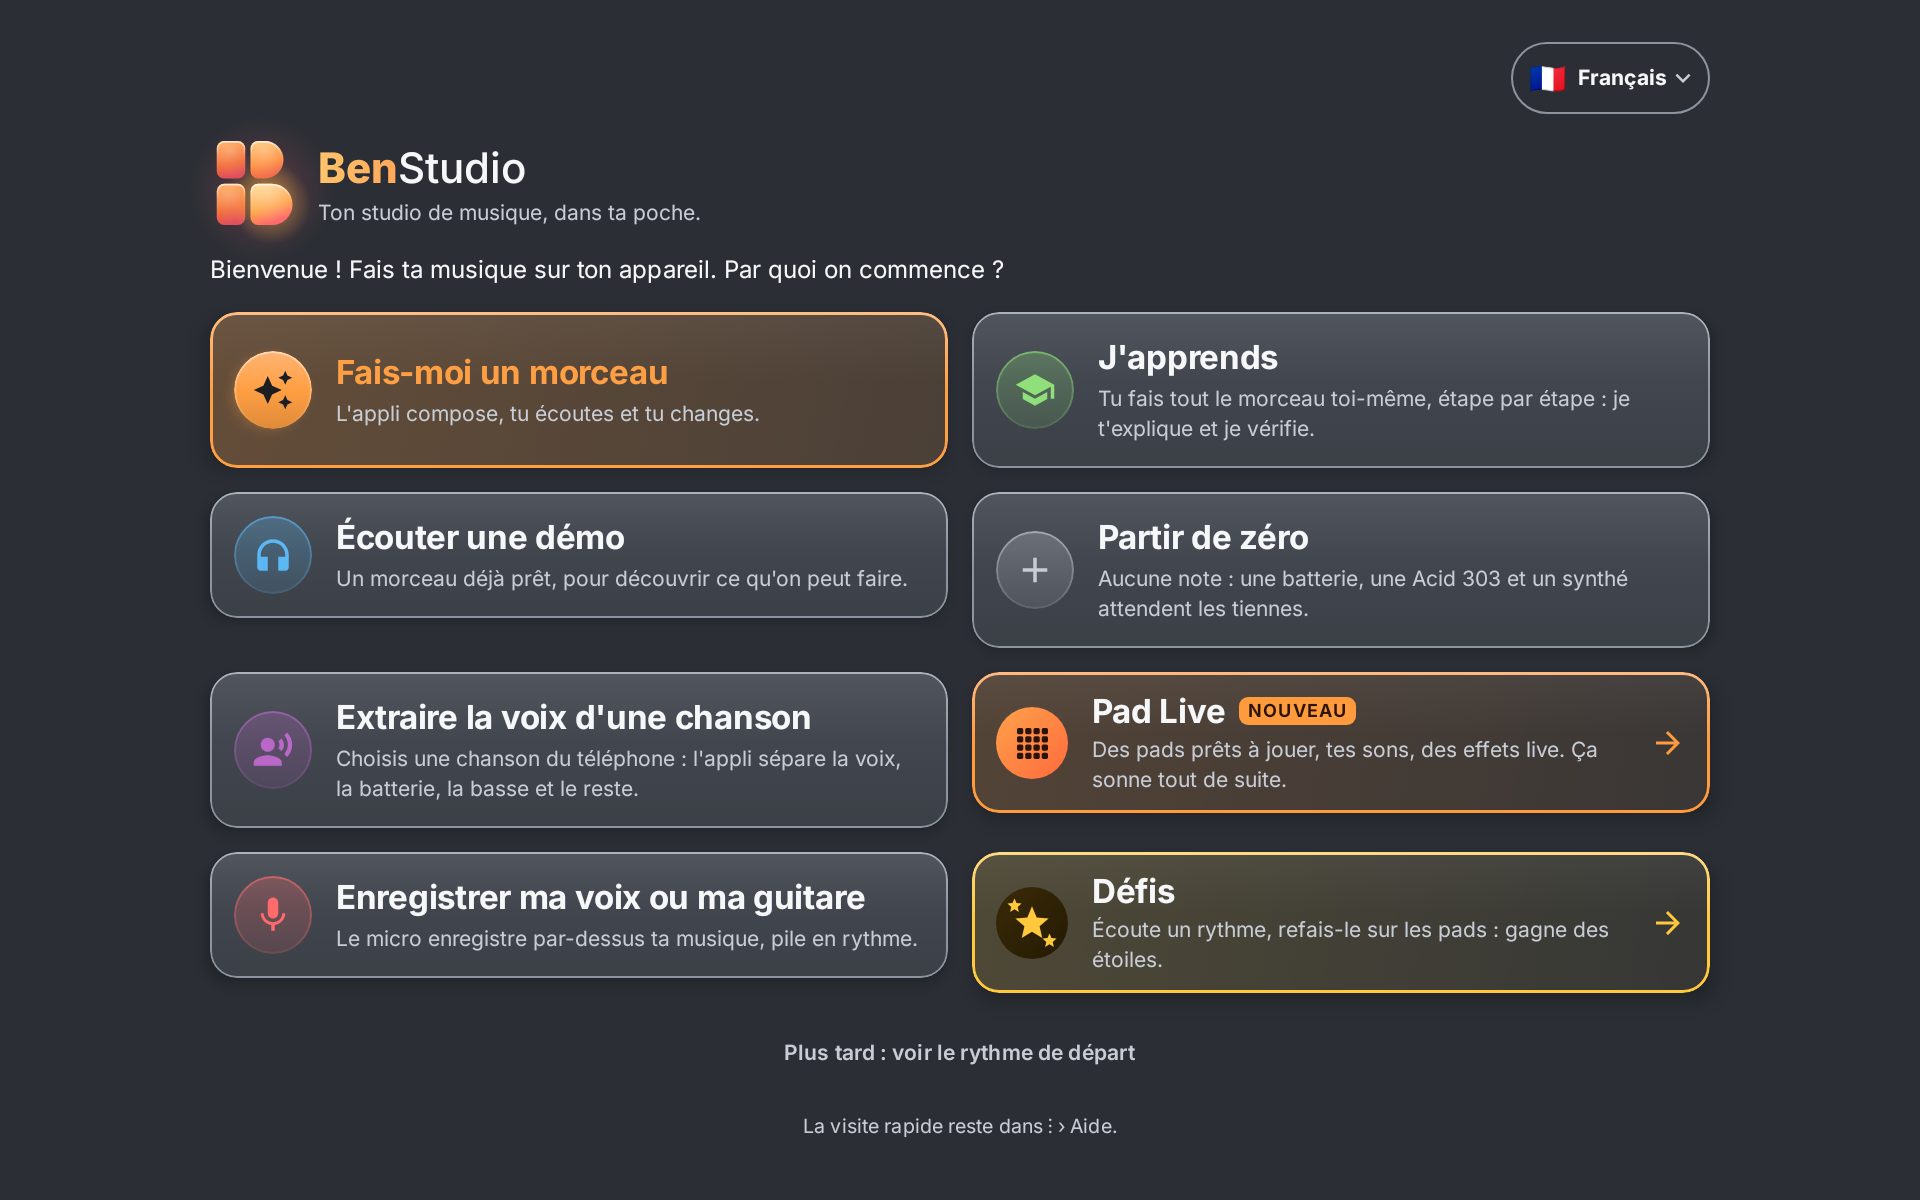 Français
BenStudio
Ton studio de musique, dans ta poche.
Bienvenue ! Fais ta musique sur ton appareil. Par quoi on commence ?
Fais-moi un morceau
L'appli compose, tu écoutes et tu changes.
J'apprends
Tu fais tout le morceau toi-même, étape par étape : je
t'explique et je vérifie.
Écouter une démo
Un morceau déjà prêt, pour découvrir ce qu'on peut faire.
Partir de zéro
Aucune note : une batterie, une Acid 303 et un synthé
attendent les tiennes.
Extraire la voix d'une chanson
Choisis une chanson du téléphone : l'appli sépare la voix,
la batterie, la basse et le reste.
Pad Live NOUVEAU
Des pads prêts à jouer, tes sons, des effets live. Ça
sonne tout de suite.
Enregistrer ma voix ou ma guitare
Le micro enregistre par-dessus ta musique, pile en rythme.
Défis
Écoute un rythme, refais-le sur les pads : gagne des
étoiles.
Plus tard : voir le rythme de départ
La visite rapide reste dans ⋮ › Aide.